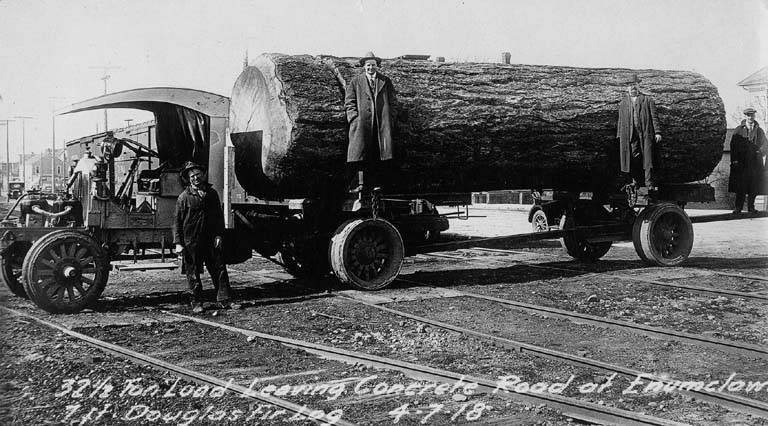 32½ Ton Load Leaving Concrete Road at Enumclaw
7 ft. Douglas Fir Log 4-7-18